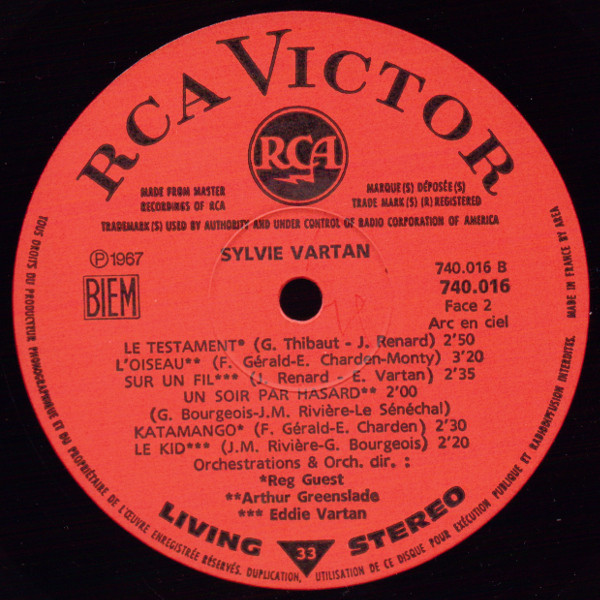 RCA VICTOR
RCA
MADE FROM MASTER
RECORDINGS OF RCA
MARQUE(S) DÉPOSÉE(S)
TRADE MARK(S) (R) REGISTERED
TRADEMARK(S) USED BY AUTHORITY AND UNDER CONTROL OF RADIO CORPORATION OF AMERICA
SYLVIE VARTAN
Ⓟ 1967
BIEM
740.016 B
740.016
Face 2
Arc en ciel
LE TESTAMENT* (G. Thibaut - J. Renard) 2'50
L'OISEAU** (F. Gérald-E. Charden-Monty) 3'20
SUR UN FIL*** (J. Renard - E. Vartan) 2'35
UN SOIR PAR HASARD** 2'00
(G. Bourgeois-J.M. Rivière-Le Sénéchal)
KATAMANGO* (F. Gérald-E. Charden) 2'30
LE KID*** (J.M. Rivière-G. Bourgeois) 2'20
Orchestrations & Orch. dir. :
*Reg Guest
**Arthur Greenslade
*** Eddie Vartan
LIVING 33 STEREO
TOUS DROITS DU PRODUCTEUR PHONOGRAPHIQUE ET DU PROPRIÉTAIRE DE L'ŒUVRE ENREGISTRÉE RÉSERVÉS. DUPLICATION, UTILISATION DE CE DISQUE POUR EXÉCUTION PUBLIQUE ET RADIODIFFUSION INTERDITES.
MADE IN FRANCE BY AREA